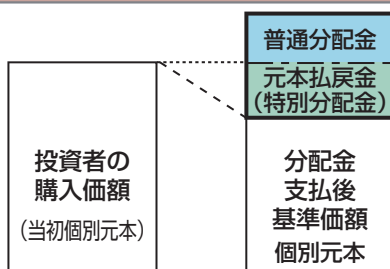 普通分配金
元本払戻金
(特別分配金)
投資者の
購入価額
(当初個別元本)
分配金
支払後
基準価額
個別元本